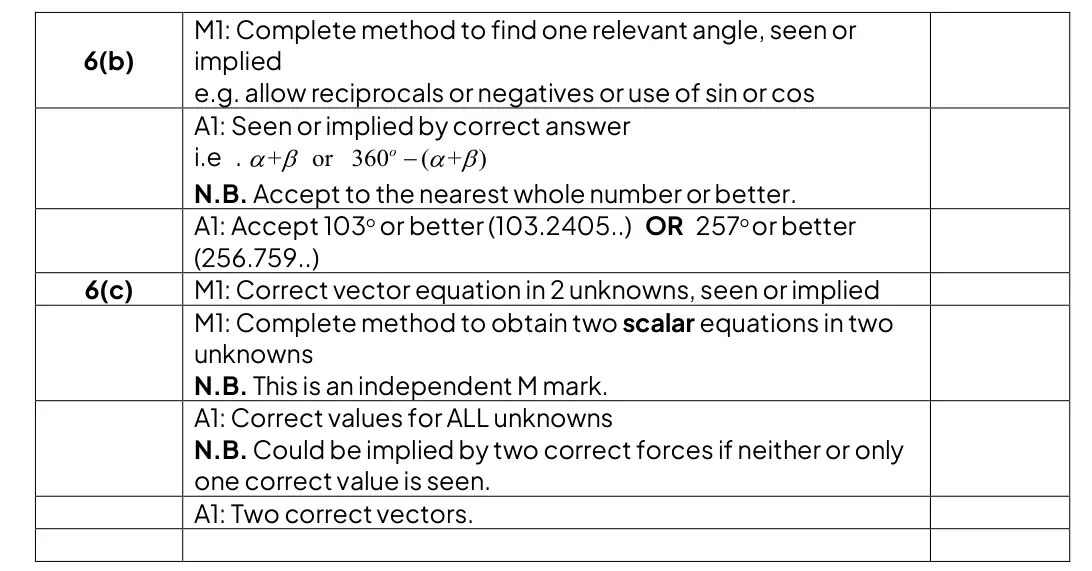 M1: Complete method to find one relevant angle, seen or
6(b)
implied
e.g. allow reciprocals or negatives or use of sin or cos
A1: Seen or implied by correct answer
i.e . α+β or 360° – (α+β)
N.B. Accept to the nearest whole number or better.
A1: Accept 103° or better (103.2405..) OR 257° or better
(256.759..)
6(c) M1: Correct vector equation in 2 unknowns, seen or implied
M1: Complete method to obtain two scalar equations in two
unknowns
N.B. This is an independent M mark.
A1: Correct values for ALL unknowns
N.B. Could be implied by two correct forces if neither or only
one correct value is seen.
A1: Two correct vectors.